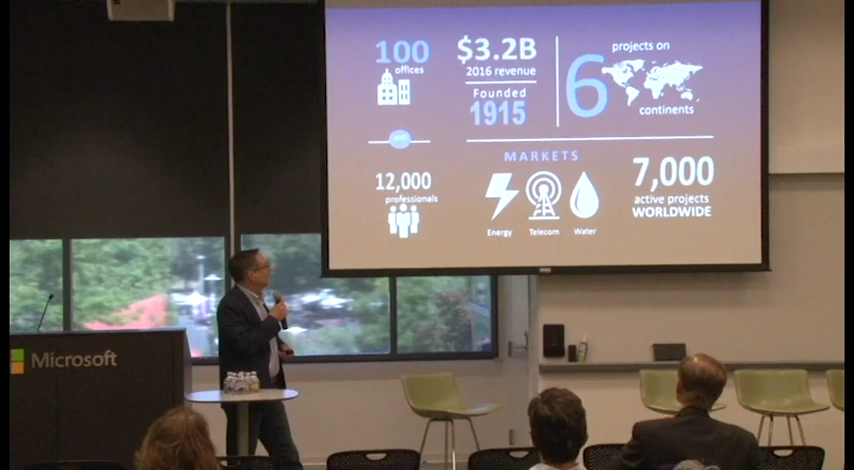 100
offices
$3.2B
2016 revenue
Founded
1915
6
projects on
continents
12,000
professionals
MARKETS
Energy
Telecom
Water
7,000
active projects
WORLDWIDE
Microsoft